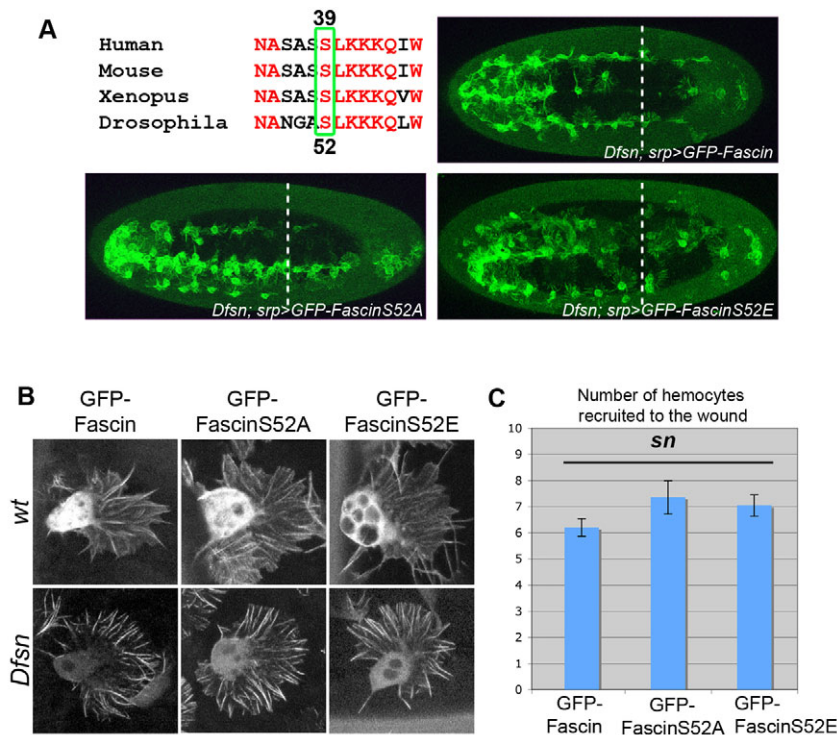 A
39
Human NASASSLKKKQIW
Mouse NASASSLKKKQIW
Xenopus NASASSLKKKQVW
Drosophila NANGASLKKKQLW
52
Dfsn; srp>GFP-Fascin
Dfsn; srp>GFP-FascinS52A
Dfsn; srp>GFP-FascinS52E
B
GFP-
Fascin
GFP-
FascinS52A
GFP-
FascinS52E
wt
Dfsn
C
Number of hemocytes
recruited to the wound
sn
10
9
8
7
6
5
4
3
2
1
0
GFP-
Fascin
GFP-
FascinS52A
GFP-
FascinS52E